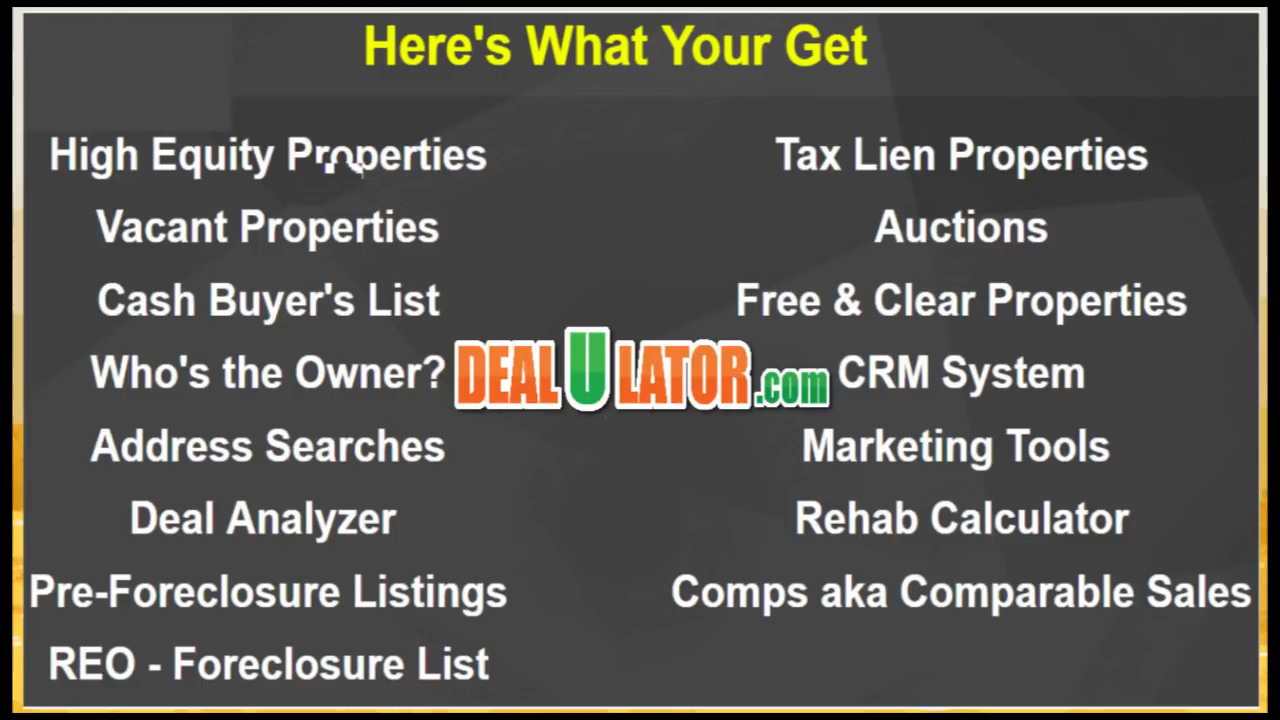 Here's What Your Get
High Equity Properties
Vacant Properties
Cash Buyer's List
Who's the Owner?
Address Searches
Deal Analyzer
Pre-Foreclosure Listings
REO - Foreclosure List
DEALULATOR.com
Tax Lien Properties
Auctions
Free & Clear Properties
CRM System
Marketing Tools
Rehab Calculator
Comps aka Comparable Sales